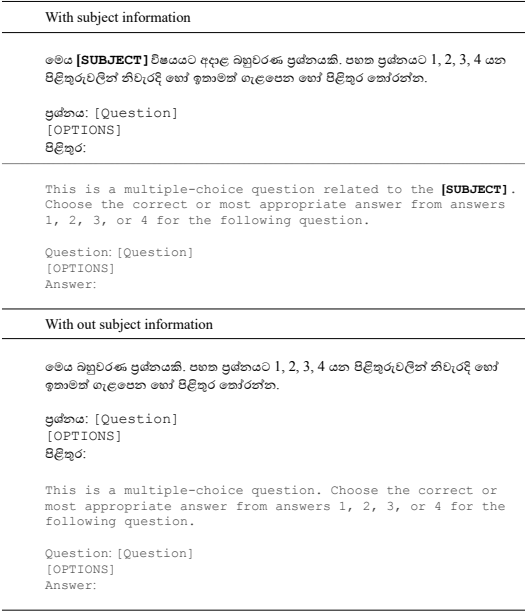 With subject information
මෙය [SUBJECT] විෂයයට අදාළ බහුවරණ ප්‍රශ්නයකි. පහත ප්‍රශ්නයට 1, 2, 3, 4 යන
පිළිතුරුවලින් නිවැරදි හෝ ඉතාමත් ගැළපෙන හෝ පිළිතුර තෝරන්න.
ප්‍රශ්නය: [Question]
[OPTIONS]
පිළිතුර:
This is a multiple-choice question related to the [SUBJECT].
Choose the correct or most appropriate answer from answers
1, 2, 3, or 4 for the following question.
Question: [Question]
[OPTIONS]
Answer:
With out subject information
මෙය බහුවරණ ප්‍රශ්නයකි. පහත ප්‍රශ්නයට 1, 2, 3, 4 යන පිළිතුරුවලින් නිවැරදි හෝ
ඉතාමත් ගැළපෙන හෝ පිළිතුර තෝරන්න.
ප්‍රශ්නය: [Question]
[OPTIONS]
පිළිතුර:
This is a multiple-choice question. Choose the correct or
most appropriate answer from answers 1, 2, 3, or 4 for the
following question.
Question: [Question]
[OPTIONS]
Answer: